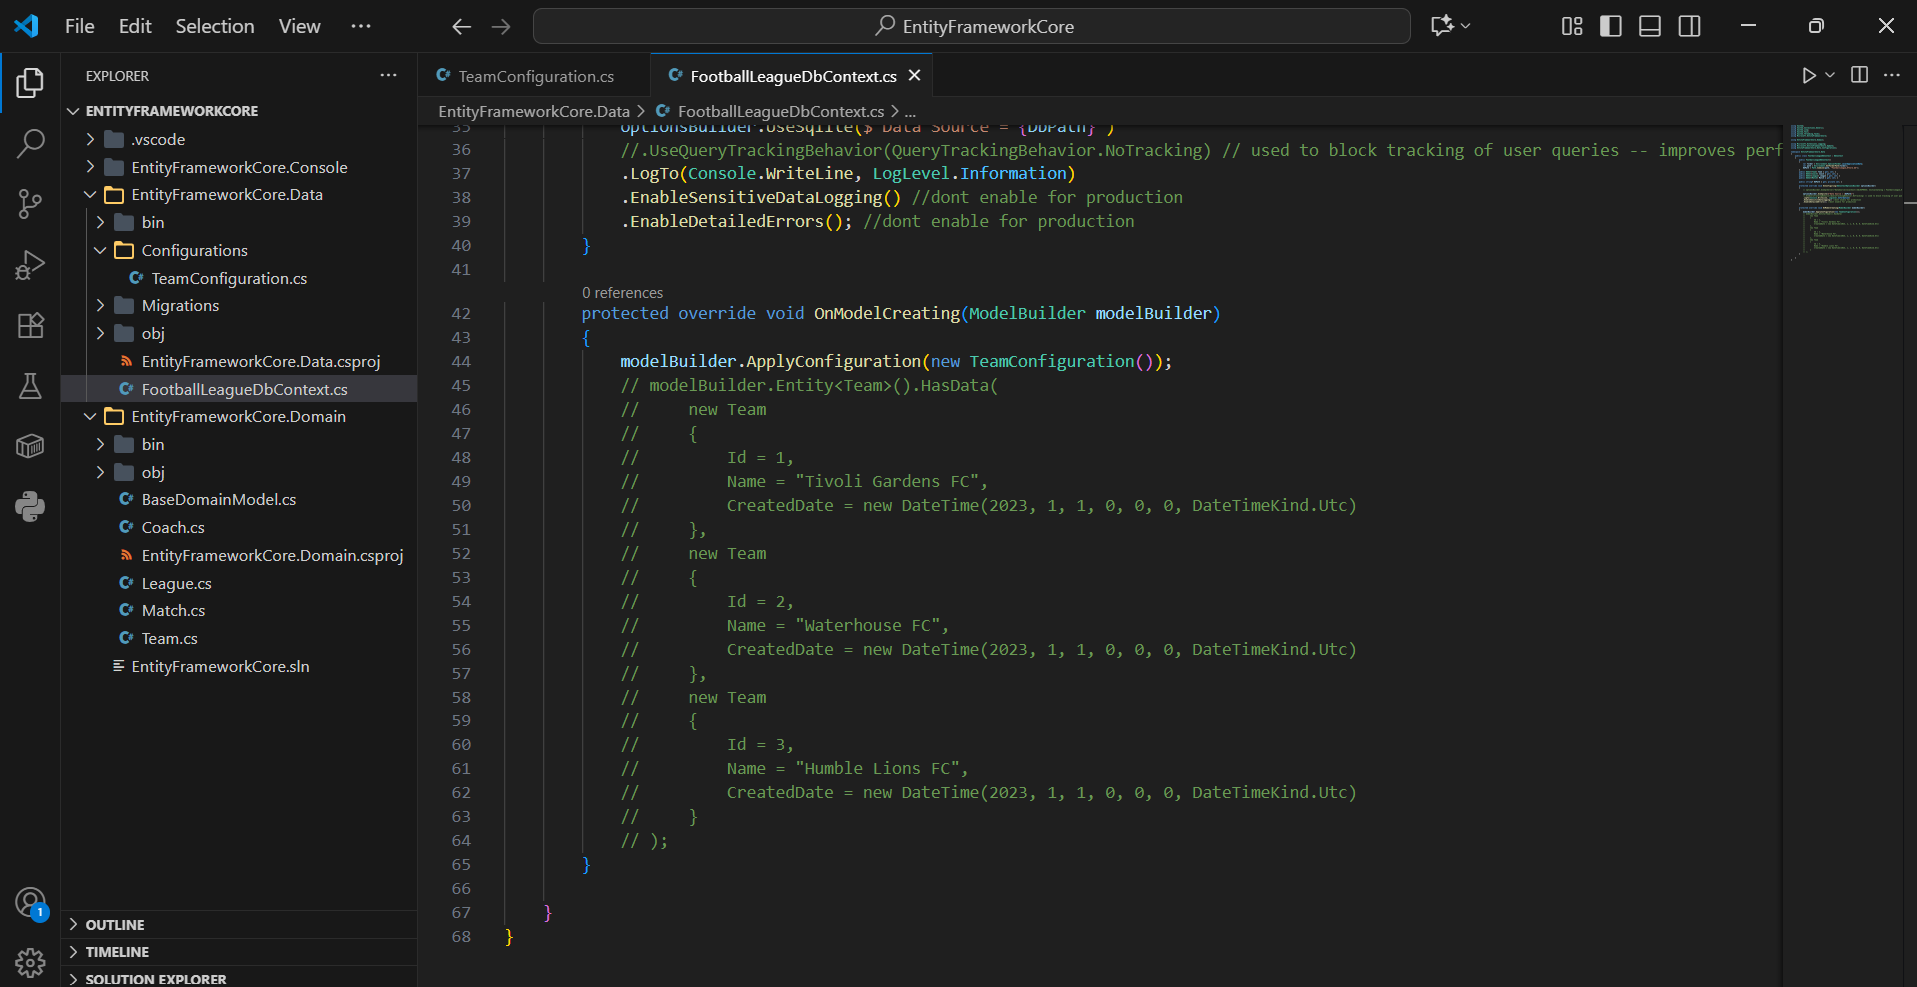 File Edit Selection View ···
EntityFrameworkCore
EXPLORER
ENTITYFRAMEWORKCORE
.vscode
EntityFrameworkCore.Console
EntityFrameworkCore.Data
bin
Configurations
TeamConfiguration.cs
Migrations
obj
EntityFrameworkCore.Data.csproj
FootballLeagueDbContext.cs
EntityFrameworkCore.Domain
bin
obj
BaseDomainModel.cs
Coach.cs
EntityFrameworkCore.Domain.csproj
League.cs
Match.cs
Team.cs
EntityFrameworkCore.sln
OUTLINE
TIMELINE
SOLUTION EXPLORER
1
TeamConfiguration.cs
FootballLeagueDbContext.cs
EntityFrameworkCore.Data > FootballLeagueDbContext.cs > ...
35 optionsBuilder.UseSqlite($"Data Source = {DbPath}")
36 //.UseQueryTrackingBehavior(QueryTrackingBehavior.NoTracking) // used to block tracking of user queries -- improves perf
37 .LogTo(Console.WriteLine, LogLevel.Information)
38 .EnableSensitiveDataLogging() //dont enable for production
39 .EnableDetailedErrors(); //dont enable for production
40 }
41
0 references
42 protected override void OnModelCreating(ModelBuilder modelBuilder)
43 {
44 modelBuilder.ApplyConfiguration(new TeamConfiguration());
45 // modelBuilder.Entity<Team>().HasData(
46 // new Team
47 // {
48 // Id = 1,
49 // Name = "Tivoli Gardens FC",
50 // CreatedDate = new DateTime(2023, 1, 1, 0, 0, 0, DateTimeKind.Utc)
51 // },
52 // new Team
53 // {
54 // Id = 2,
55 // Name = "Waterhouse FC",
56 // CreatedDate = new DateTime(2023, 1, 1, 0, 0, 0, DateTimeKind.Utc)
57 // },
58 // new Team
59 // {
60 // Id = 3,
61 // Name = "Humble Lions FC",
62 // CreatedDate = new DateTime(2023, 1, 1, 0, 0, 0, DateTimeKind.Utc)
63 // }
64 // );
65 }
66
67 }
68 }